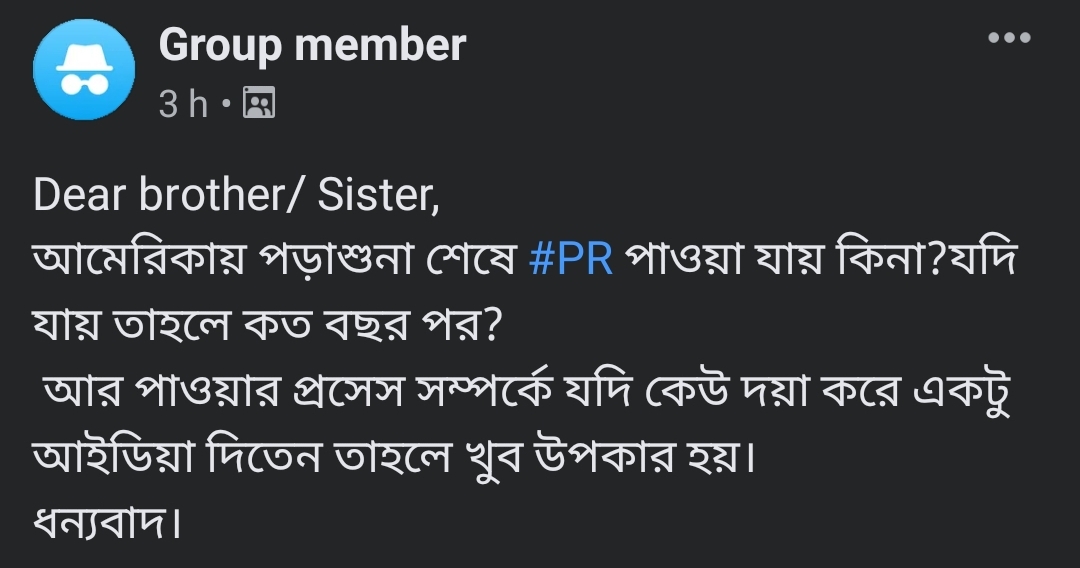 Group member
3 h •
Dear brother/ Sister,
আমেরিকায় পড়াশুনা শেষে #PR পাওয়া যায় কিনা?যদি
যায় তাহলে কত বছর পর?
আর পাওয়ার প্রসেস সম্পর্কে যদি কেউ দয়া করে একটু
আইডিয়া দিতেন তাহলে খুব উপকার হয়।
ধন্যবাদ।